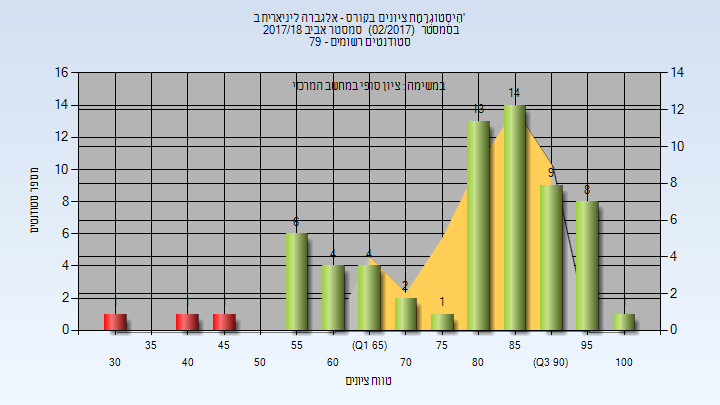 הִיסְטוֹגְרָמַת ציונים בקורס - אלגברה ליניארית ב'
בסמסטר (02/2017) סמסטר אביב 2017/18
סטודנטים רשומים - 79
במשימה : ציון סופי במחשב המרכזי
מספר סטודנטים
16 14 12 10 8 6 4 2 0
14 12 10 8 6 4 2 0
6 4 4 2 1 13 14 9 8
35 45 55 (Q1 65) 75 85 95
30 40 50 60 70 80 (Q3 90) 100
טווח ציונים